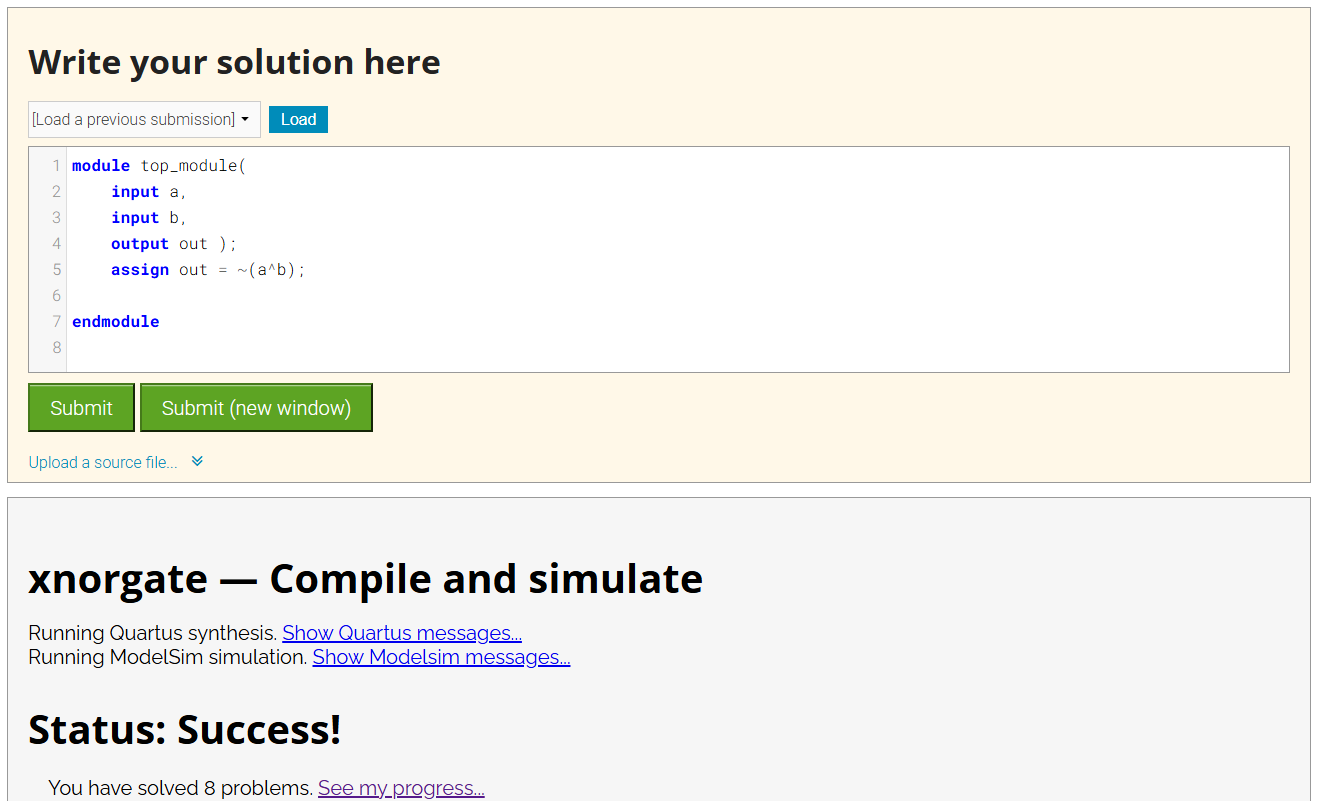 Write your solution here
[Load a previous submission] Load
1 module top_module(
2 input a,
3 input b,
4 output out );
5 assign out = ~(a^b);
6
7 endmodule
8
Submit Submit (new window)
Upload a source file...
xnorgate — Compile and simulate
Running Quartus synthesis. Show Quartus messages...
Running ModelSim simulation. Show Modelsim messages...
Status: Success!
You have solved 8 problems. See my progress...